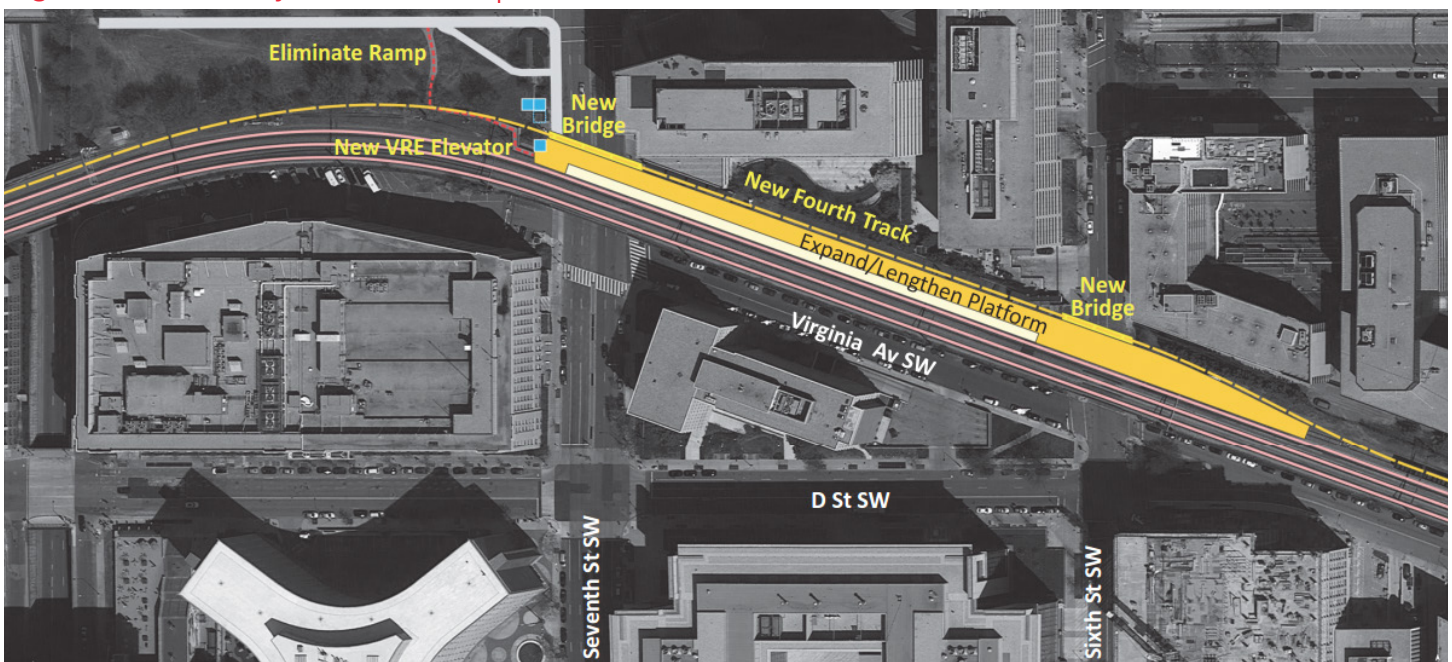 Eliminate Ramp
New
Bridge
New VRE Elevator
New Fourth Track
Expand/Lengthen Platform
New
Bridge
Virginia Av SW
D St SW
Seventh St SW
Sixth St SW